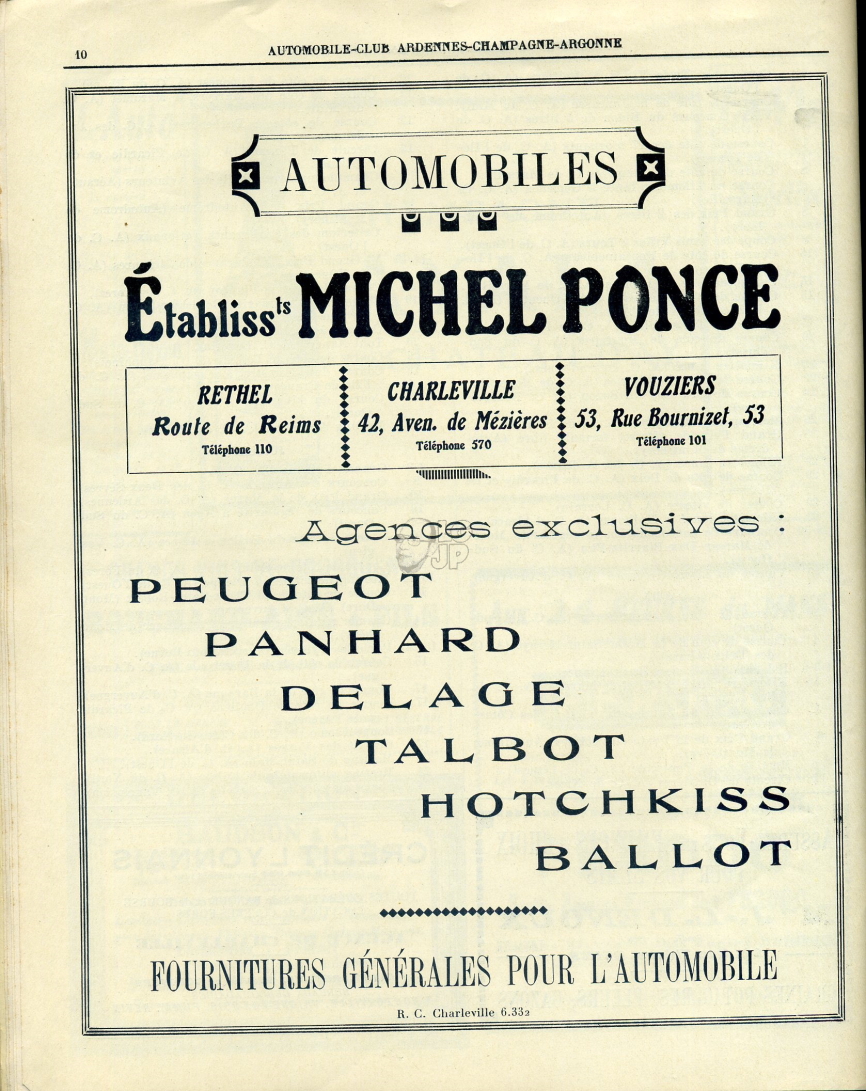 10
AUTOMOBILE-CLUB ARDENNES-CHAMPAGNE-ARGONNE
AUTOMOBILES
Établissts MICHEL PONCE
RETHEL
Route de Reims
Téléphone 110
CHARLEVILLE
42, Aven. de Mézières
Téléphone 570
VOUZIERS
53, Rue Bournizet, 53
Téléphone 101
Agences exclusives :
JP
PEUGEOT
PANHARD
DELAGE
TALBOT
HOTCHKISS
BALLOT
FOURNITURES GÉNÉRALES POUR L'AUTOMOBILE
R. C. Charleville 6.332